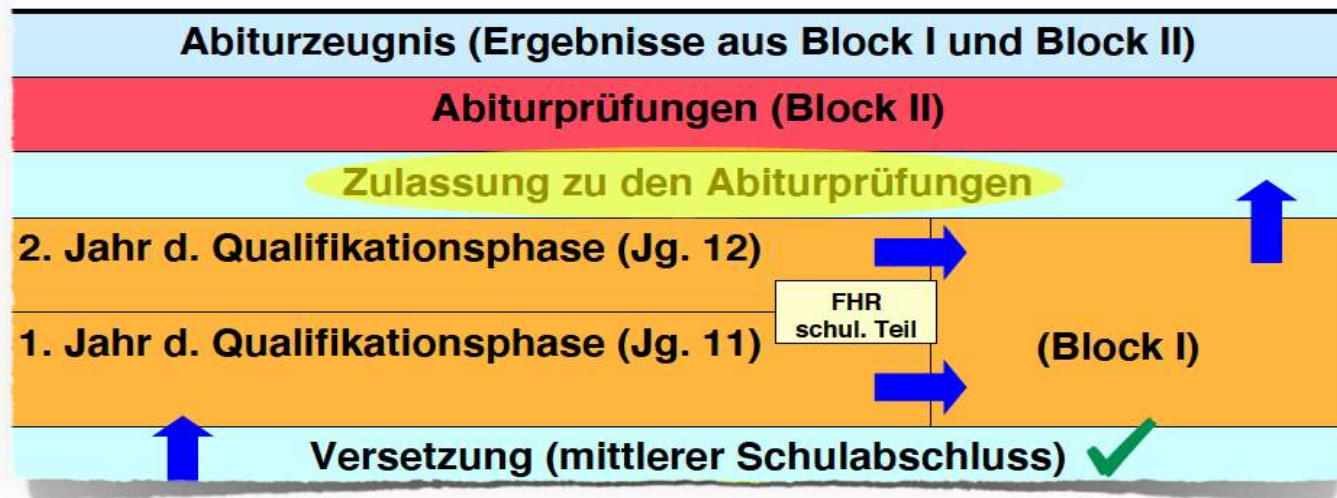 Abiturzeugnis (Ergebnisse aus Block I und Block II)
Abiturprüfungen (Block II)
Zulassung zu den Abiturprüfungen
2. Jahr d. Qualifikationsphase (Jg. 12)
FHR
schul. Teil
1. Jahr d. Qualifikationsphase (Jg. 11)
(Block I)
Versetzung (mittlerer Schulabschluss)